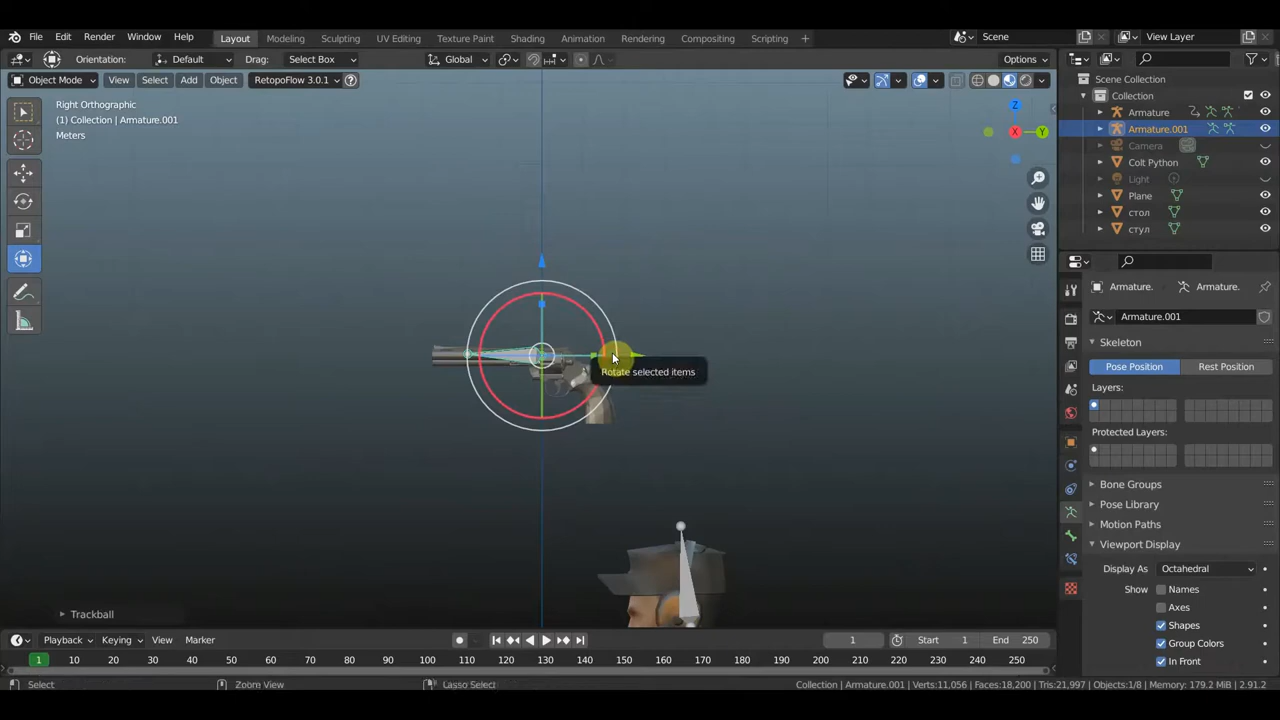 File Edit Render Window Help Layout Modeling Sculpting UV Editing Texture Paint Shading Animation Rendering Compositing Scripting + Scene View Layer
Orientation: Default Drag: Select Box Global Options
Object Mode View Select Add Object RetopoFlow 3.0.1
Right Orthographic
(1) Collection | Armature.001
Meters
Z
X
Y
Rotate selected items
Trackball
Scene Collection
Collection
Armature
Armature.001
Camera
Colt Python
Light
Plane
стол
стул
Armature. Armature.
Armature.001
Skeleton
Pose Position Rest Position
Layers:
Protected Layers:
Bone Groups
Pose Library
Motion Paths
Viewport Display
Display As Octahedral
Show Names
Axes
Shapes
Group Colors
In Front
Playback Keying View Marker 1 Start 1 End 250
1 10 20 30 40 50 60 70 80 90 100 110 120 130 140 150 160 170 180 190 200 210 220 230 240 250
Select Zoom View Lasso Select Collection | Armature.001 | Verts:11,056 | Faces:18,200 | Tris:21,997 | Objects:1/8 | Memory: 179.2 MiB | 2.91.2